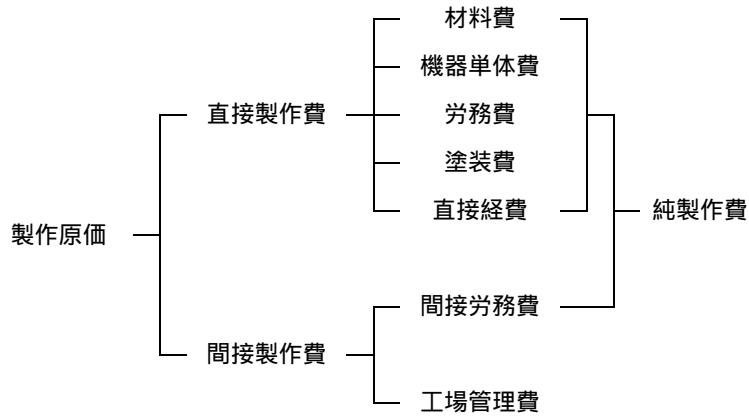 材料費
機器単体費
直接製作費
労務費
塗装費
直接経費
製作原価
純製作費
間接労務費
間接製作費
工場管理費